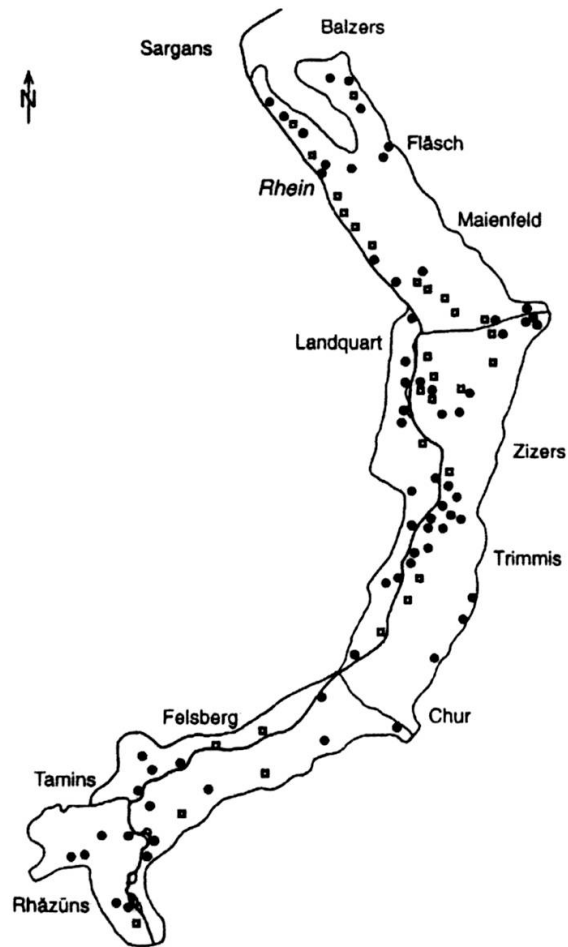 Balzers
Sargans
N
Fläsch
Rhein
Maienfeld
Landquart
Zizers
Trimmis
Felsberg
Chur
Tamins
Rhäzüns